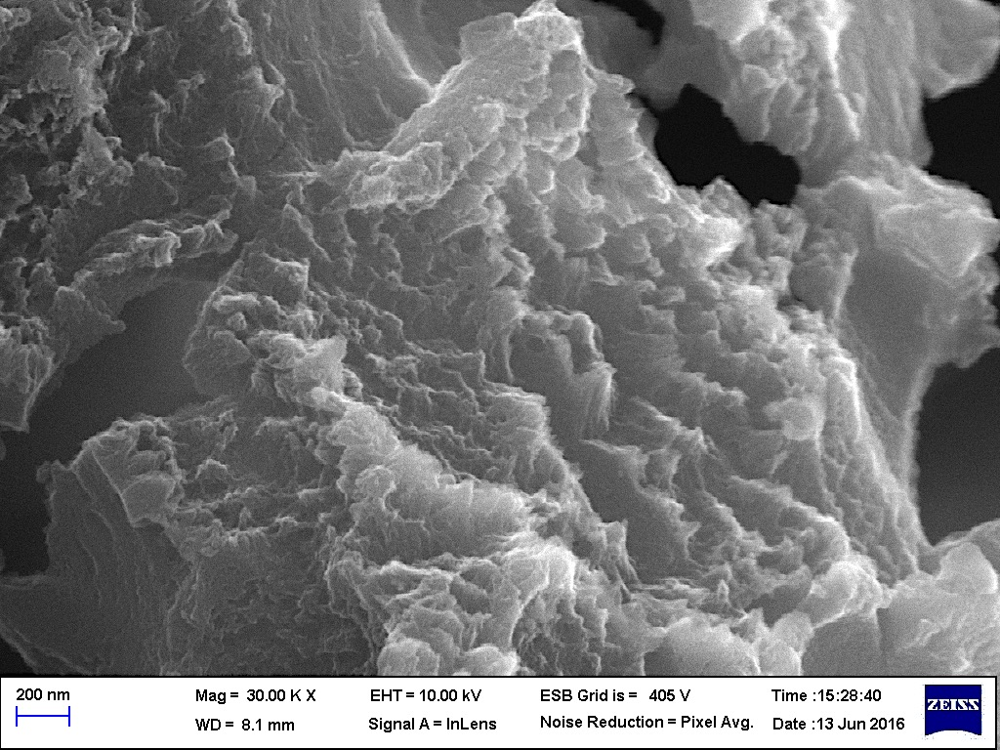 200 nm
Mag = 30.00 K X
EHT = 10.00 kV
ESB Grid is = 405 V
Time :15:28:40
ZEISS
WD = 8.1 mm
Signal A = InLens
Noise Reduction = Pixel Avg.
Date :13 Jun 2016